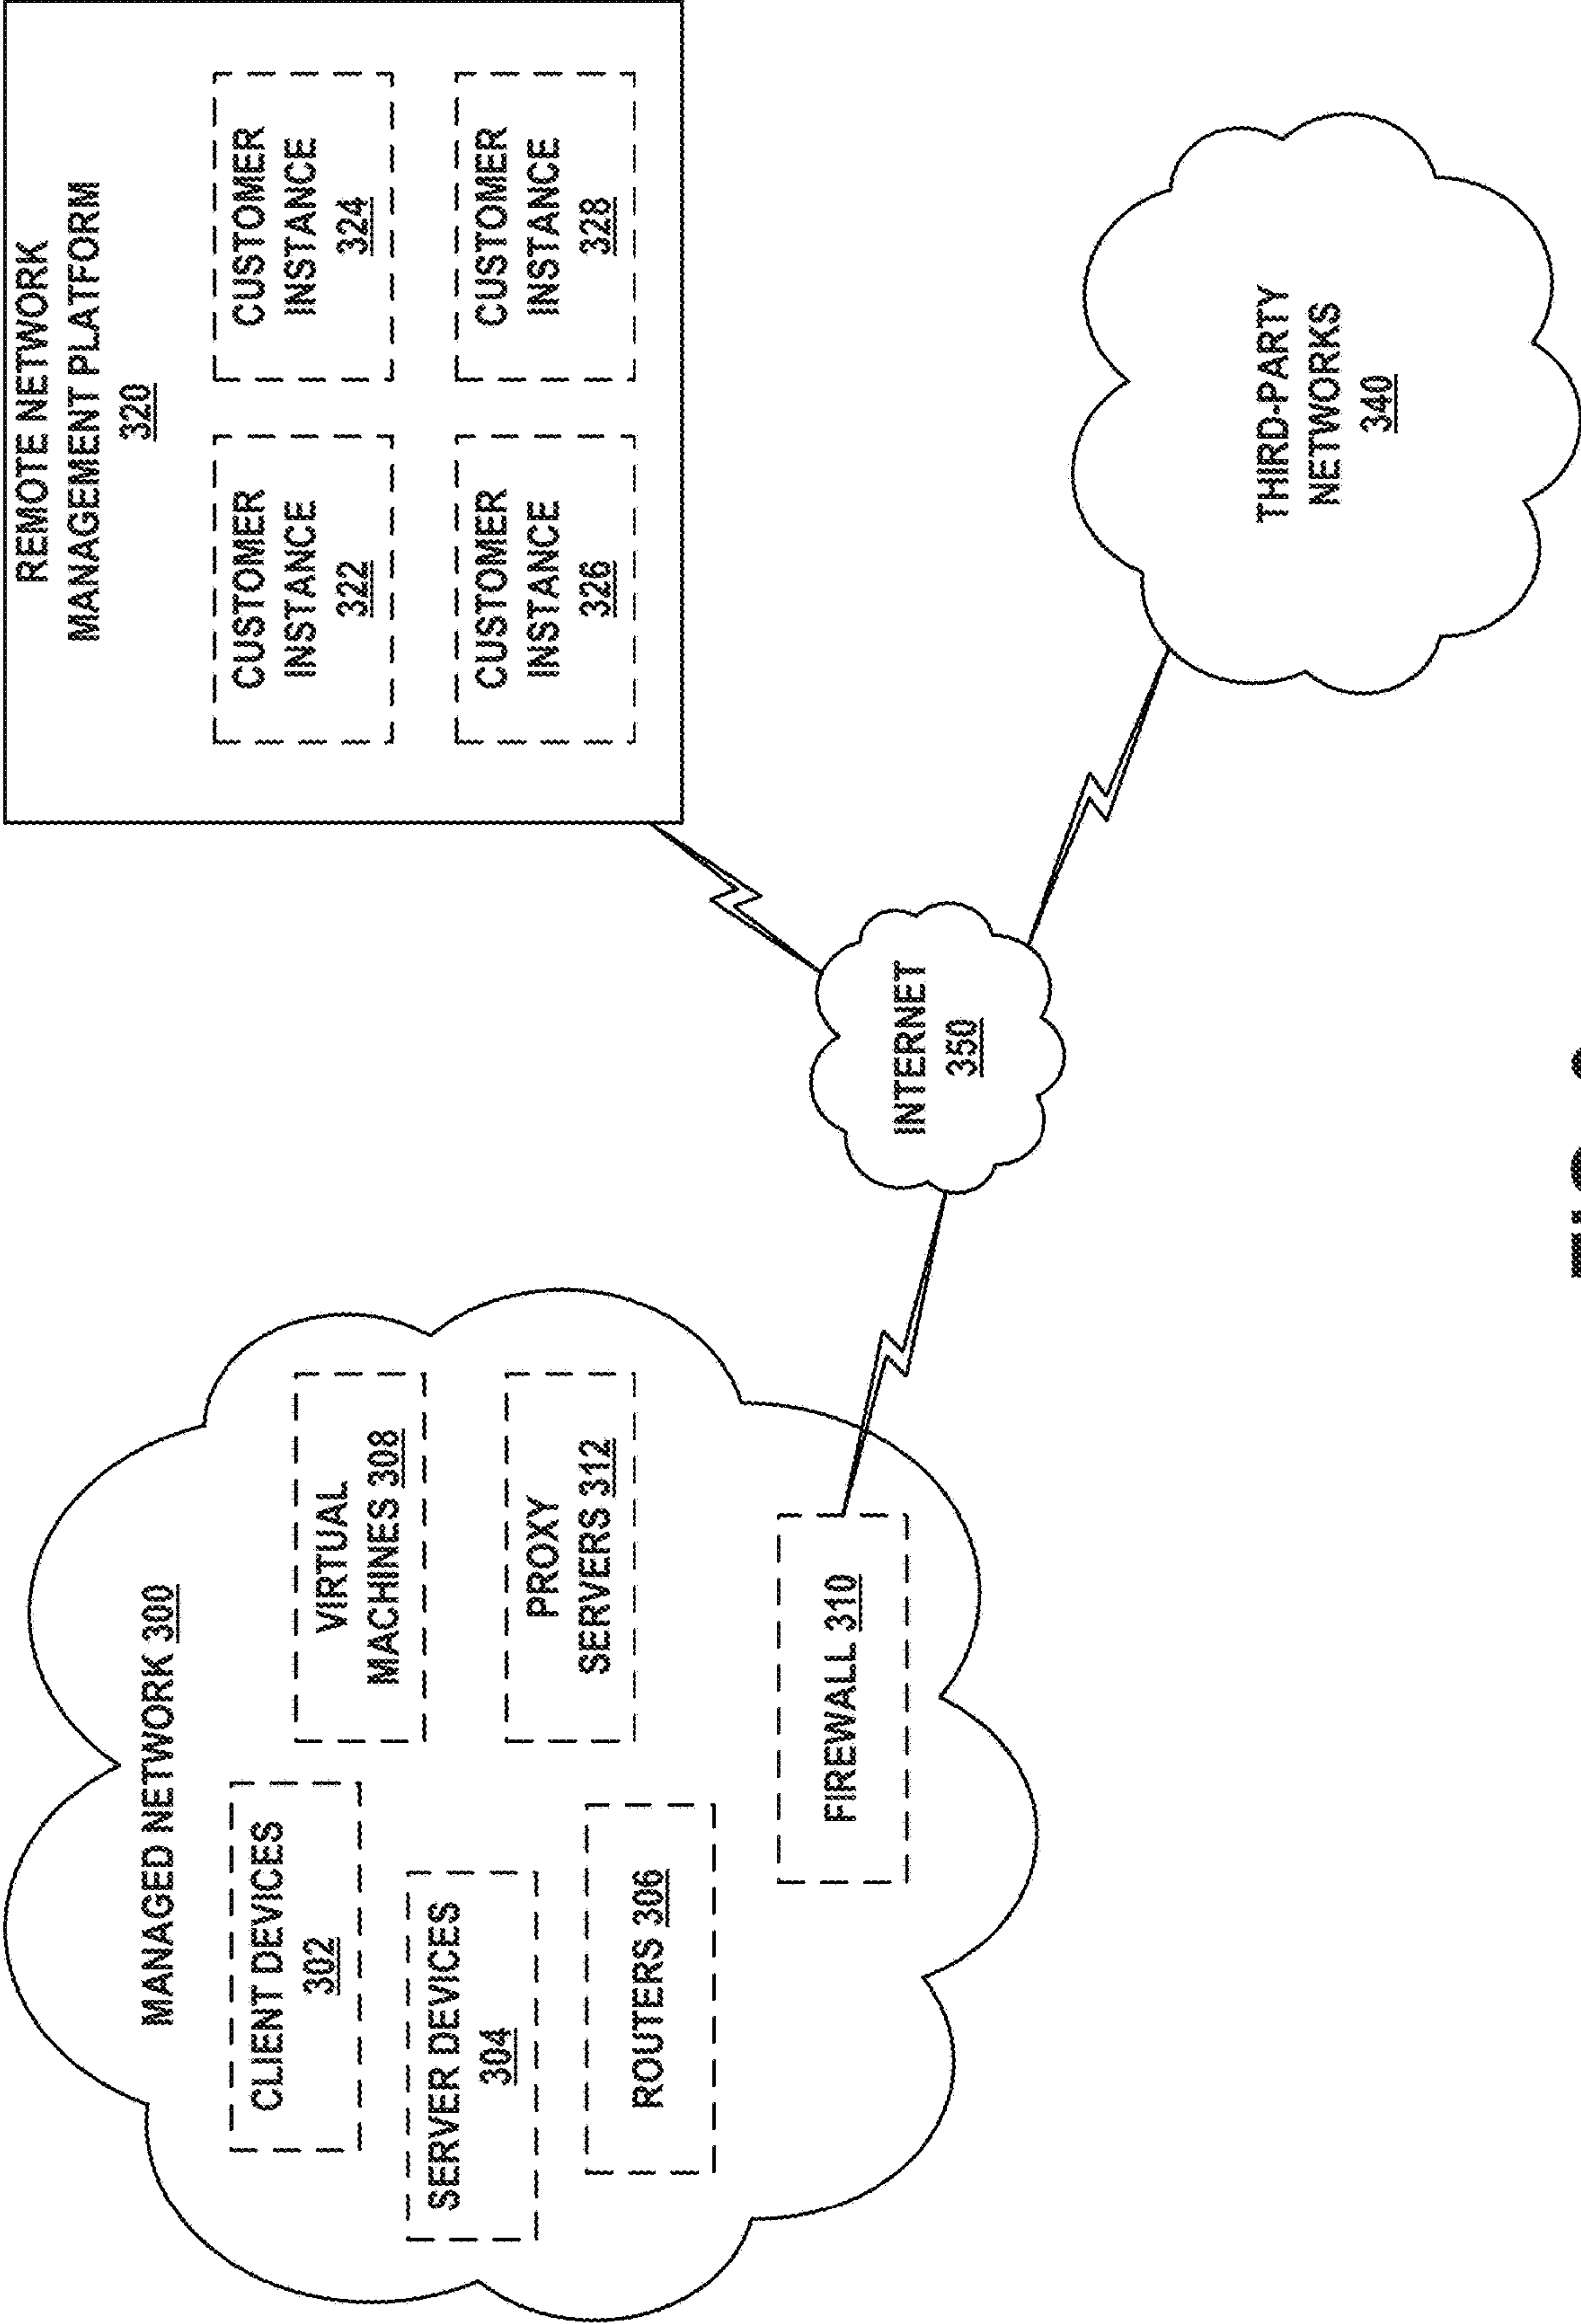 MANAGED NETWORK 300
CLIENT DEVICES
302
SERVER DEVICES
304
ROUTERS 306
VIRTUAL
MACHINES 308
PROXY
SERVERS 312
FIREWALL 310
INTERNET
350
REMOTE NETWORK
MANAGEMENT PLATFORM
320
CUSTOMER
INSTANCE
322
CUSTOMER
INSTANCE
324
CUSTOMER
INSTANCE
326
CUSTOMER
INSTANCE
328
THIRD-PARTY
NETWORKS
340